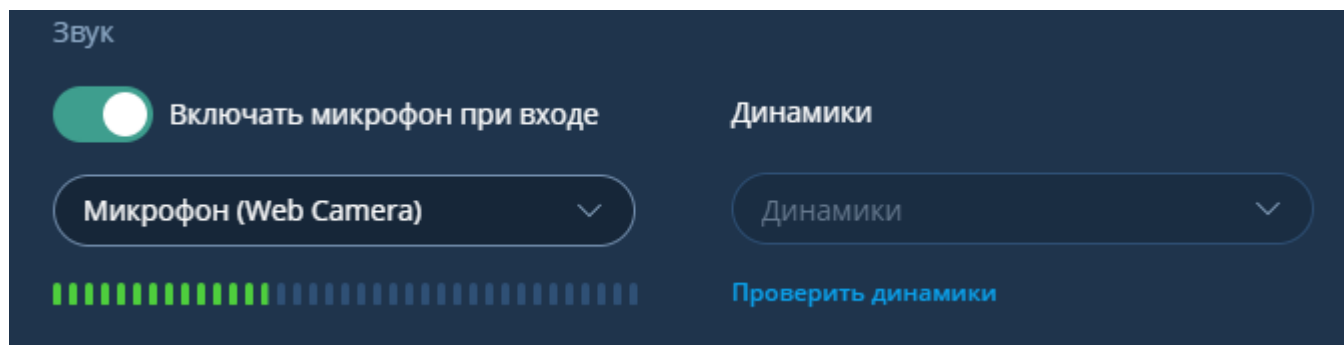 Звук
Включать микрофон при входе
Динамики
Микрофон (Web Camera)
Динамики
Проверить динамики